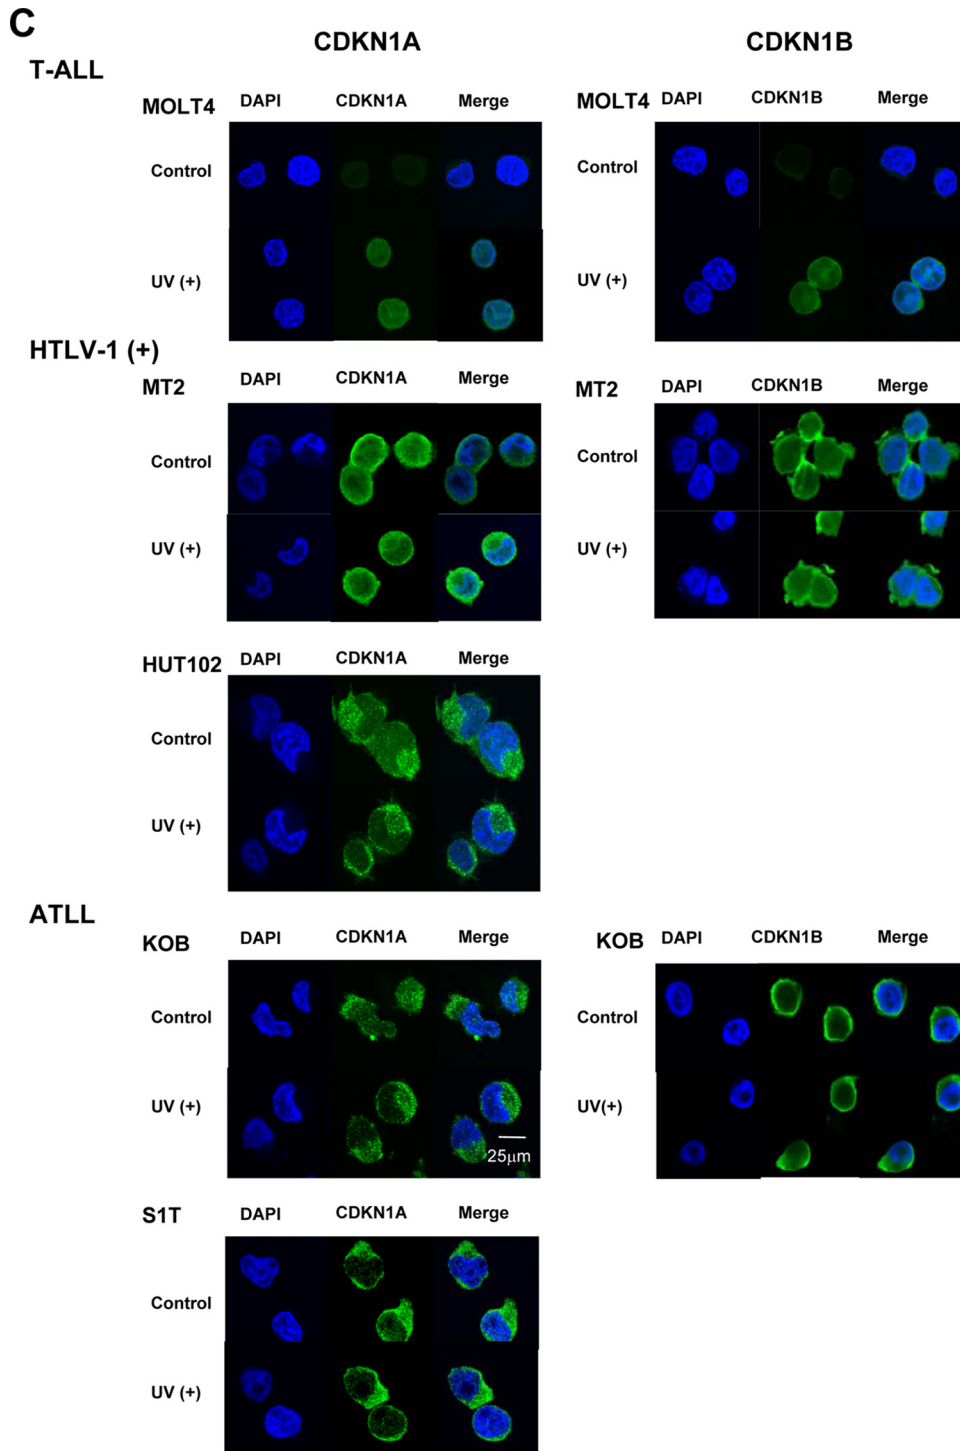 C
CDKN1A CDKN1B
T-ALL
MOLT4 DAPI CDKN1A Merge MOLT4 DAPI CDKN1B Merge
Control Control
UV (+) UV (+)
HTLV-1 (+)
MT2 DAPI CDKN1A Merge MT2 DAPI CDKN1B Merge
Control Control
UV (+) UV (+)
HUT102 DAPI CDKN1A Merge
Control
UV (+)
ATLL
KOB DAPI CDKN1A Merge KOB DAPI CDKN1B Merge
Control Control
UV (+) UV(+)
25μm
S1T DAPI CDKN1A Merge
Control
UV (+)